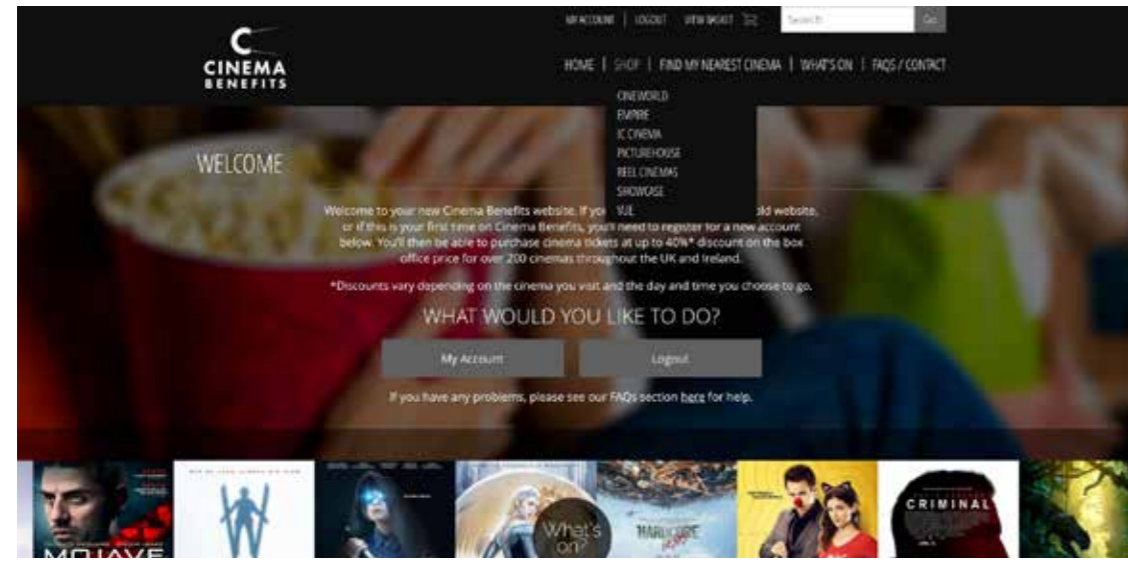 MY ACCOUNT | LOGOUT VIEW BASKET Search Go
CINEMA
BENEFITS
HOME | SHOP | FIND MY NEAREST CINEMA | WHAT'S ON | FAQS / CONTACT
CINEWORLD
EMPIRE
IC CINEMA
PICTUREHOUSE
REEL CINEMAS
SHOWCASE
VUE
WELCOME
Welcome to your new Cinema Benefits website. If you old website,
or if this is your first time on Cinema Benefits, you'll need to register for a new account
below. You'll then be able to purchase cinema tickets at up to 40%* discount on the box
office price for over 200 cinemas throughout the UK and Ireland.
*Discounts vary depending on the cinema you visit and the day and time you choose to go.
WHAT WOULD YOU LIKE TO DO?
My Account Logout
If you have any problems, please see our FAQs section here for help.
MOJAVE
What's
on?
HARDCORE
CRIMINAL